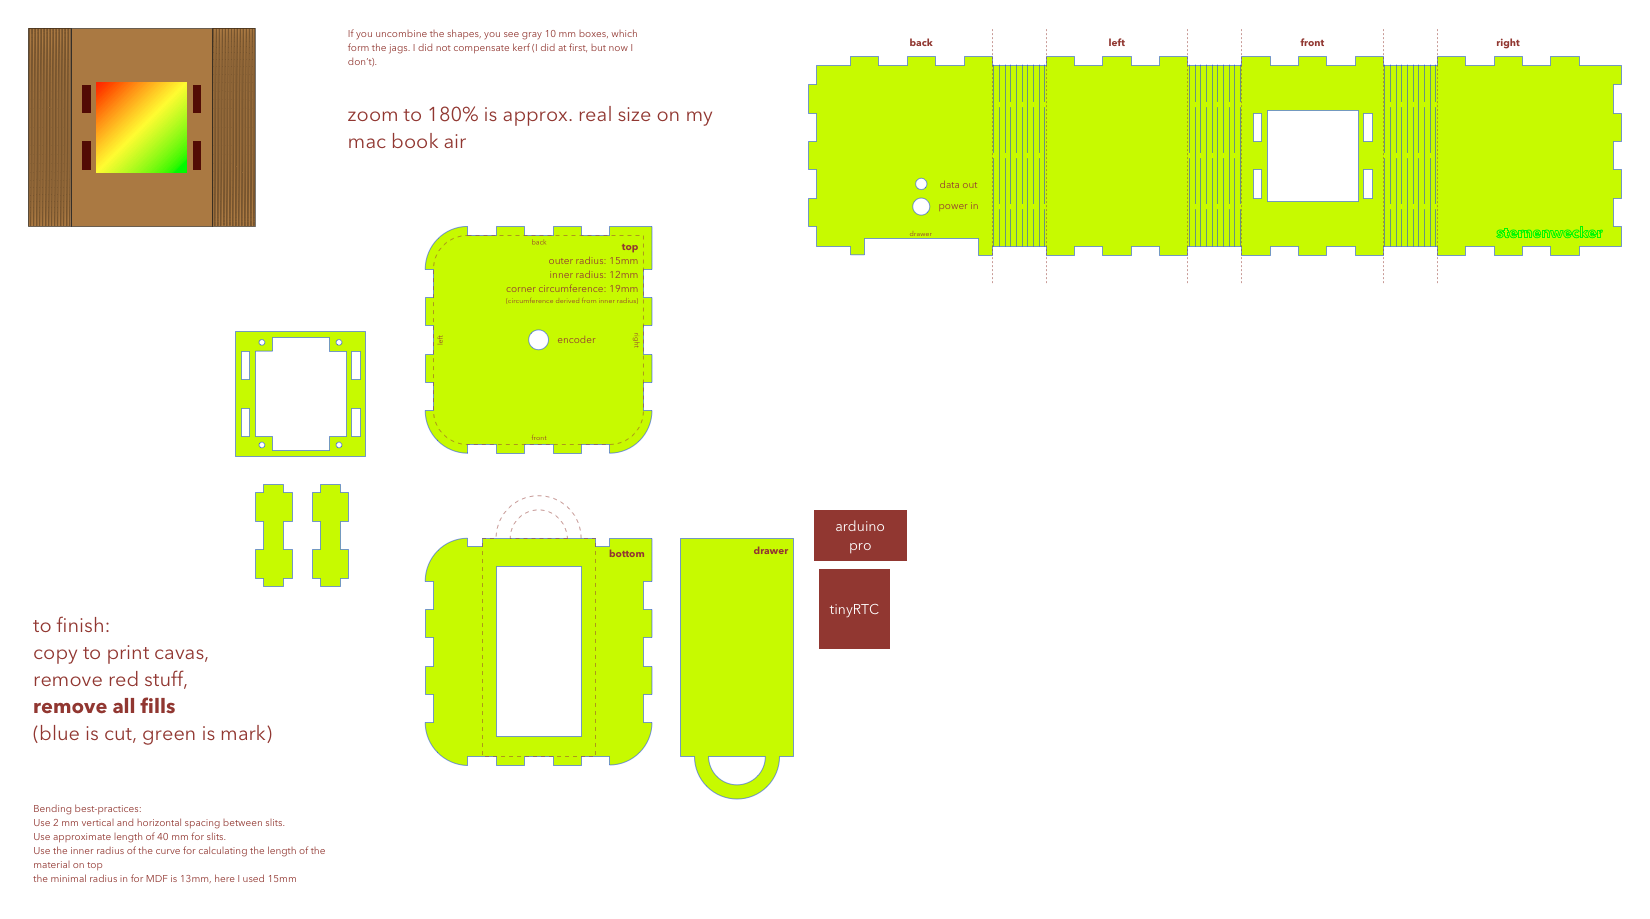 If you uncombine the shapes, you see gray 10 mm boxes, which
form the jags. I did not compensate kerf (I did at first, but now I
don't).
zoom to 180% is approx. real size on my
mac book air
back
left
front
right
data out
power in
drawer
sternenwecker
back
top
outer radius: 15mm
inner radius: 12mm
corner circumference: 19mm
(circumference derived from inner radius)
left
encoder
right
front
bottom
drawer
arduino
pro
tinyRTC
to finish:
copy to print cavas,
remove red stuff,
remove all fills
(blue is cut, green is mark)
Bending best-practices:
Use 2 mm vertical and horizontal spacing between slits.
Use approximate length of 40 mm for slits.
Use the inner radius of the curve for calculating the length of the
material on top
the minimal radius in for MDF is 13mm, here I used 15mm